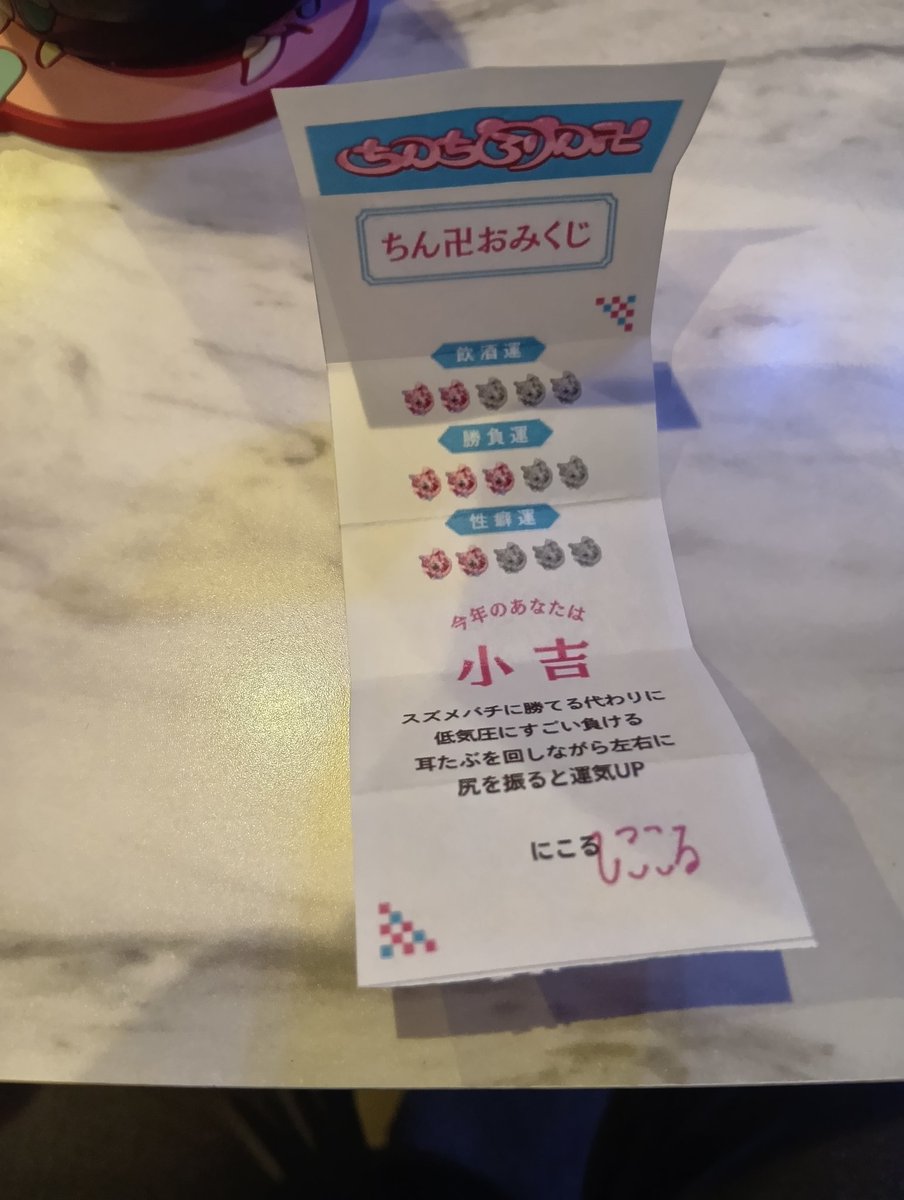 ちんちらりん卍
ちん卍おみくじ
飲酒運
勝負運
性癖運
今年のあなたは
小吉
スズメバチに勝てる代わりに
低気圧にすごい負ける
耳たぶを回しながら左右に
尻を振ると運気UP
にこる
にこる